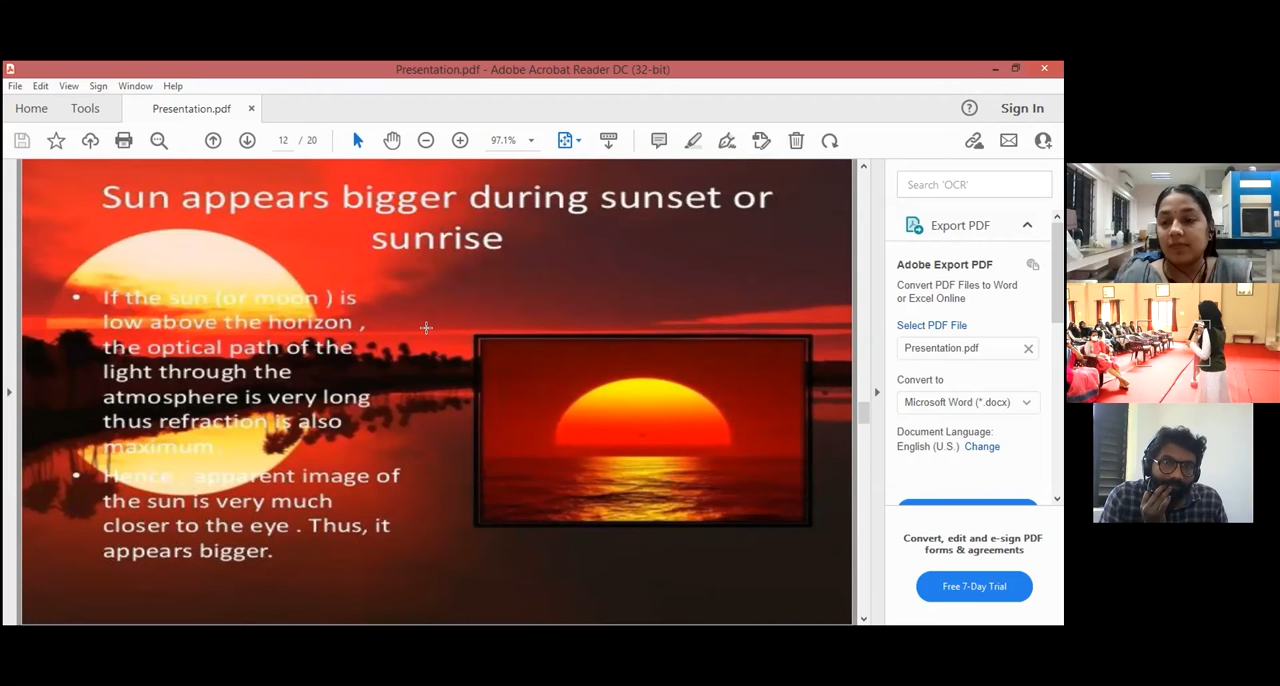 Presentation.pdf - Adobe Acrobat Reader DC (32-bit)
File Edit View Sign Window Help
Home Tools Presentation.pdf Sign In
12 / 20 97.1%
Sun appears bigger during sunset or
sunrise
• If the sun (or moon ) is
low above the horizon ,
the optical path of the
light through the
atmosphere is very long
thus refraction is also
maximum
• Hence apparent image of
the sun is very much
closer to the eye . Thus, it
appears bigger.
Search 'OCR'
Export PDF
Adobe Export PDF
Convert PDF Files to Word
or Excel Online
Select PDF File
Presentation.pdf
Convert to
Microsoft Word (*.docx)
Document Language:
English (U.S.) Change
Convert, edit and e-sign PDF
forms & agreements
Free 7-Day Trial